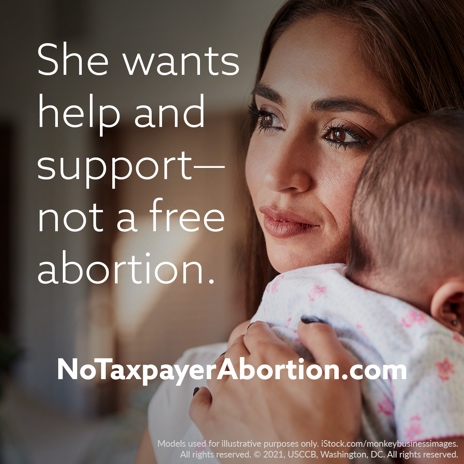 She wants
help and
support—
not a free
abortion.
NoTaxpayerAbortion.com
Models used for illustrative purposes only. iStock.com/monkeybusinessimages.
All rights reserved. © 2021, USCCB, Washington, DC. All rights reserved.